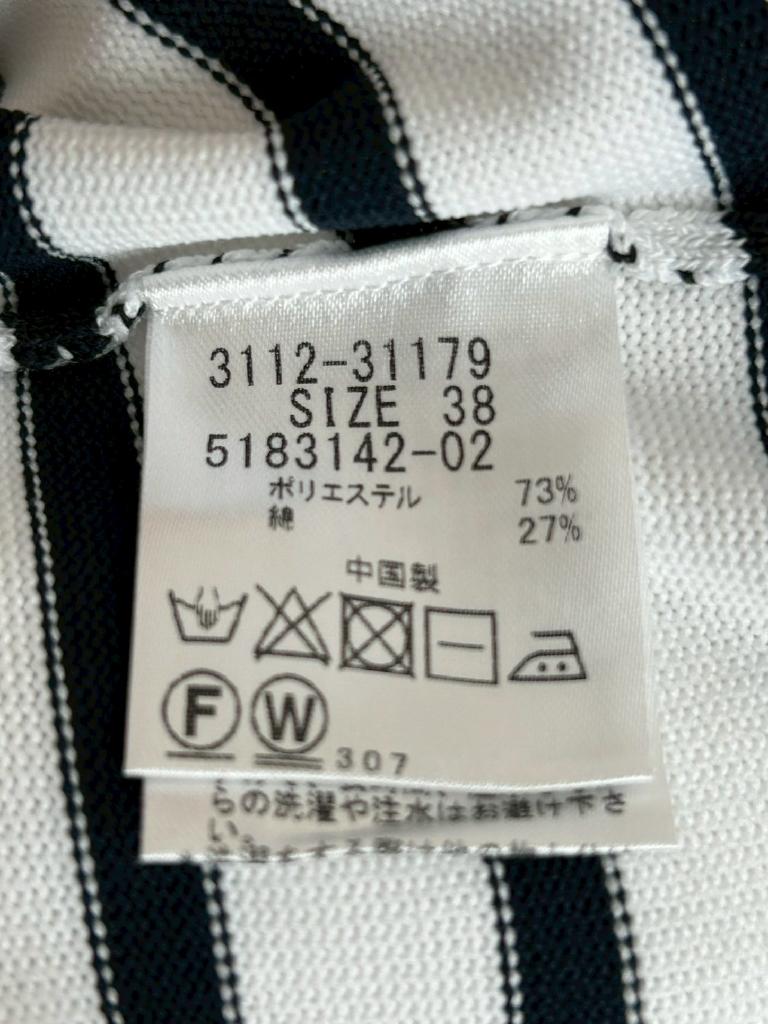 3112-31179
SIZE 38
5183142-02
ポリエステル 73%
綿 27%
中国製
F W 307
らの洗濯や注水はお避け下さ
い。